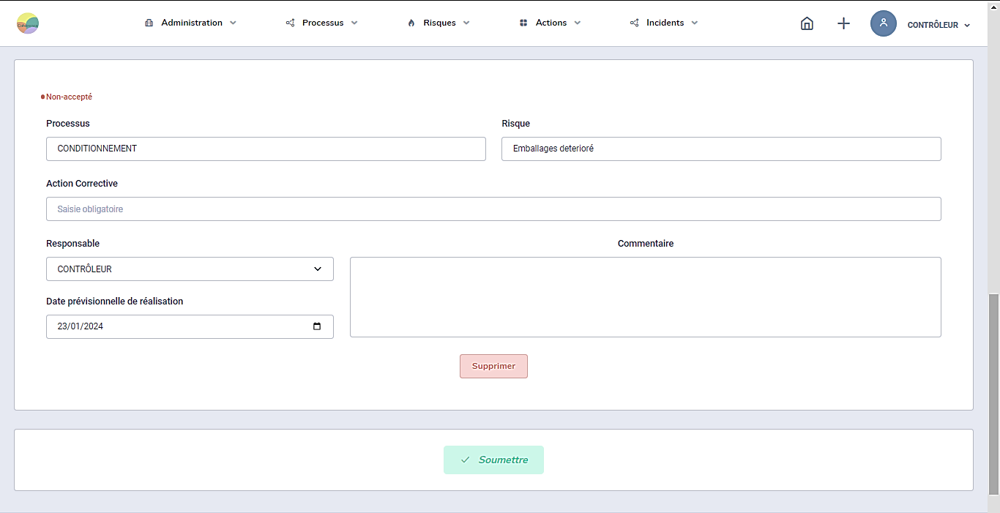 Cohérence
Administration Processus Risques Actions Incidents CONTRÔLEUR
Non-accepté
Processus Risque
CONDITIONNEMENT Emballages deterioré
Action Corrective
Saisie obligatoire
Responsable Commentaire
CONTRÔLEUR
Date prévisionnelle de réalisation
23/01/2024
Supprimer
Soumettre